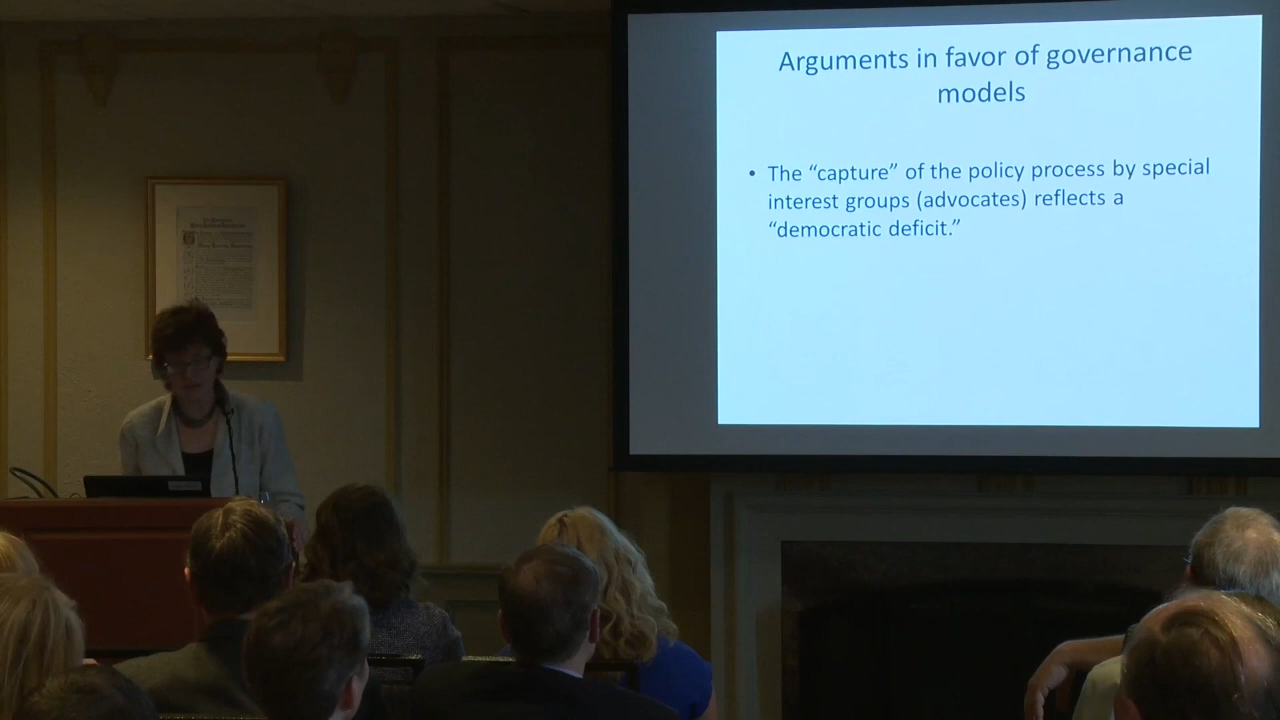 Arguments in favor of governance
models
• The “capture” of the policy process by special
interest groups (advocates) reflects a
“democratic deficit.”